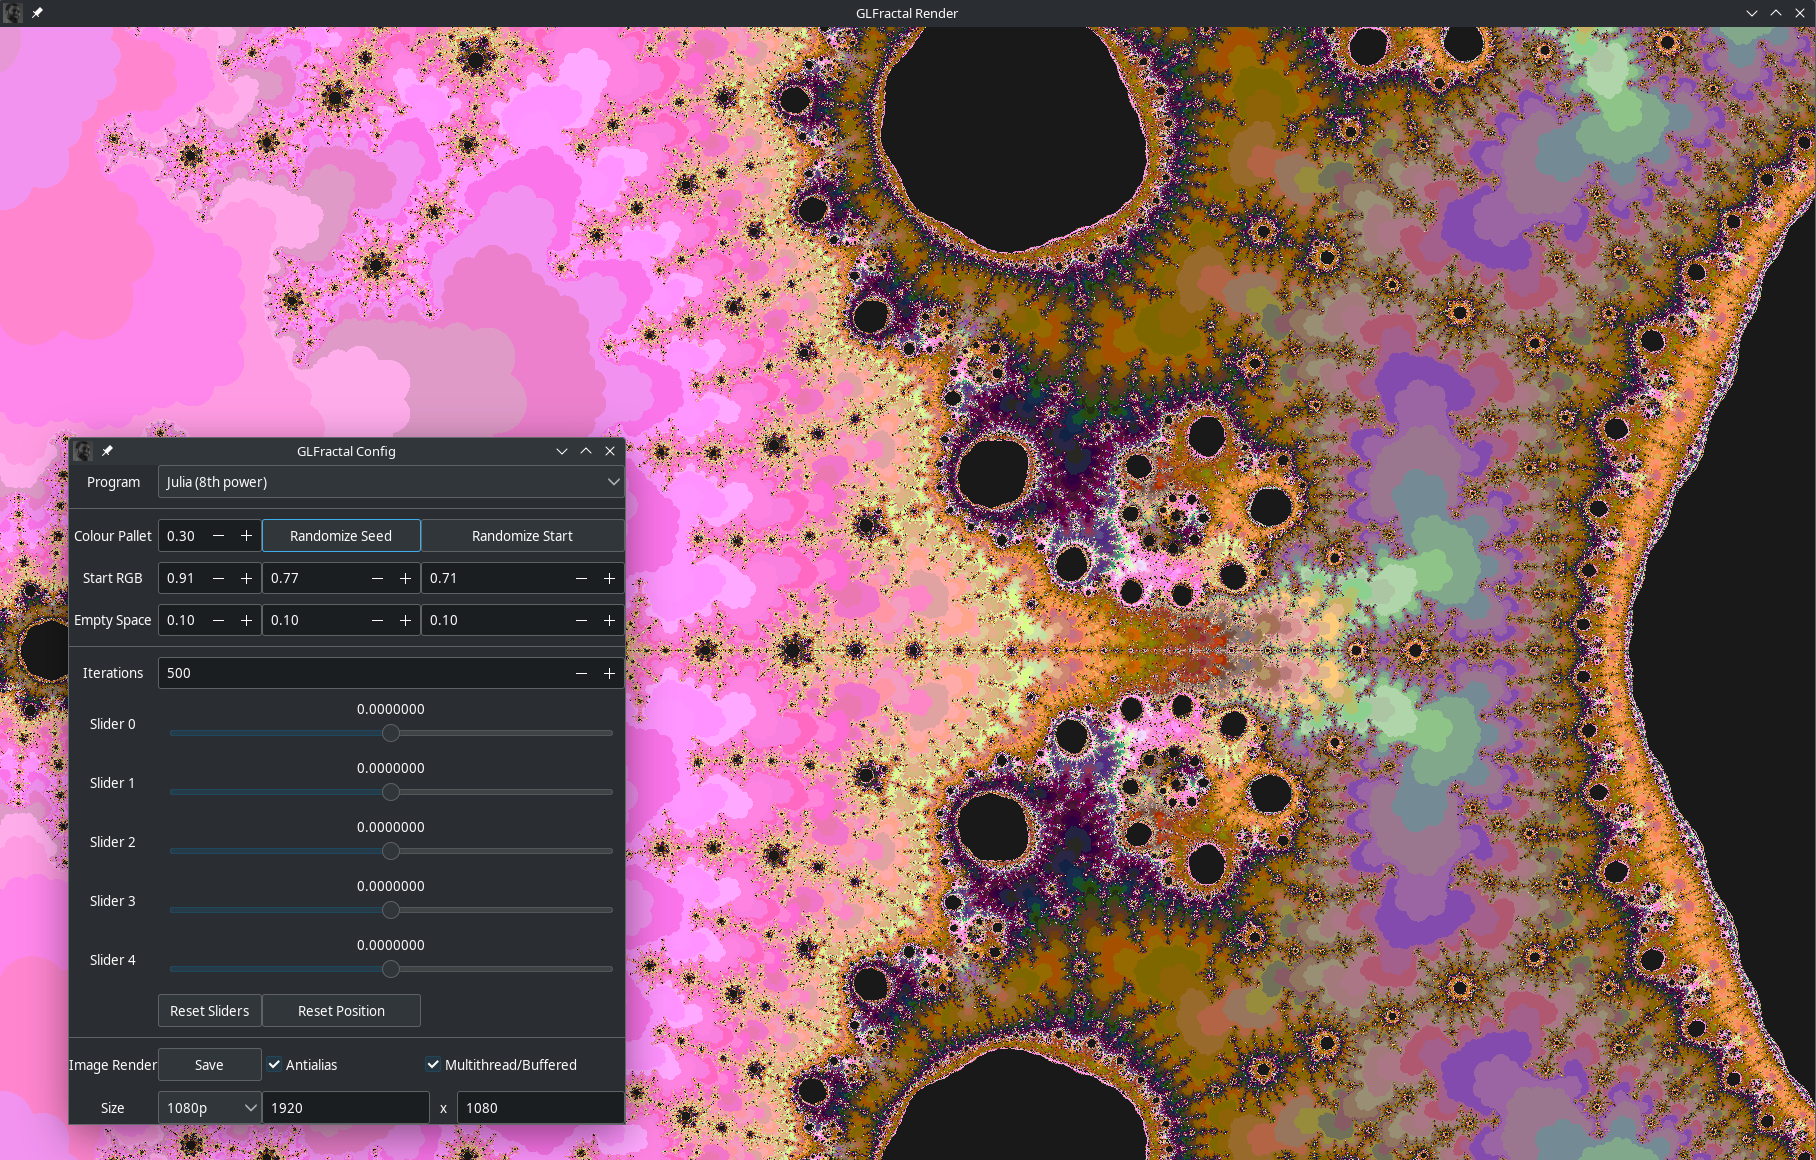 GLFractal Render
GLFractal Config
Program Julia (8th power)
Colour Pallet 0.30 − + Randomize Seed Randomize Start
Start RGB 0.91 − + 0.77 − + 0.71 − +
Empty Space 0.10 − + 0.10 − + 0.10 − +
Iterations 500 − +
0.0000000
Slider 0
0.0000000
Slider 1
0.0000000
Slider 2
0.0000000
Slider 3
0.0000000
Slider 4
Reset Sliders Reset Position
Image Render Save Antialias Multithread/Buffered
Size 1080p 1920 x 1080